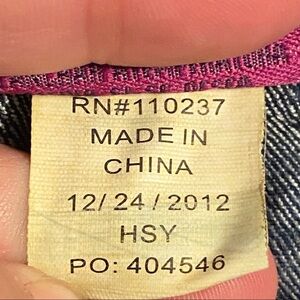 RN#110237
MADE IN
CHINA
12/24/2012
HSY
PO: 404546